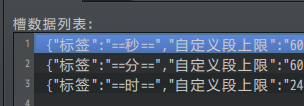 槽数据列表:
1 {"标签":"==秒==","自定义段上限":"60
2 {"标签":"==分==","自定义段上限":"60
3 {"标签":"==时==","自定义段上限":"24
4